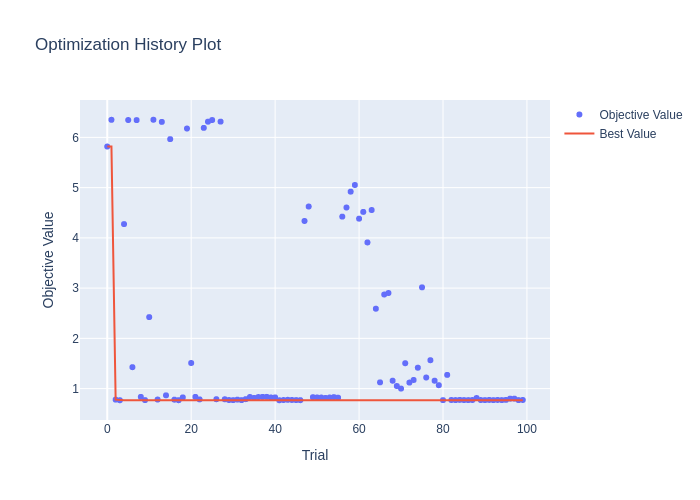 Optimization History Plot
Objective Value
Best Value
6
5
4
3
2
1
Objective Value
0
20
40
60
80
100
Trial